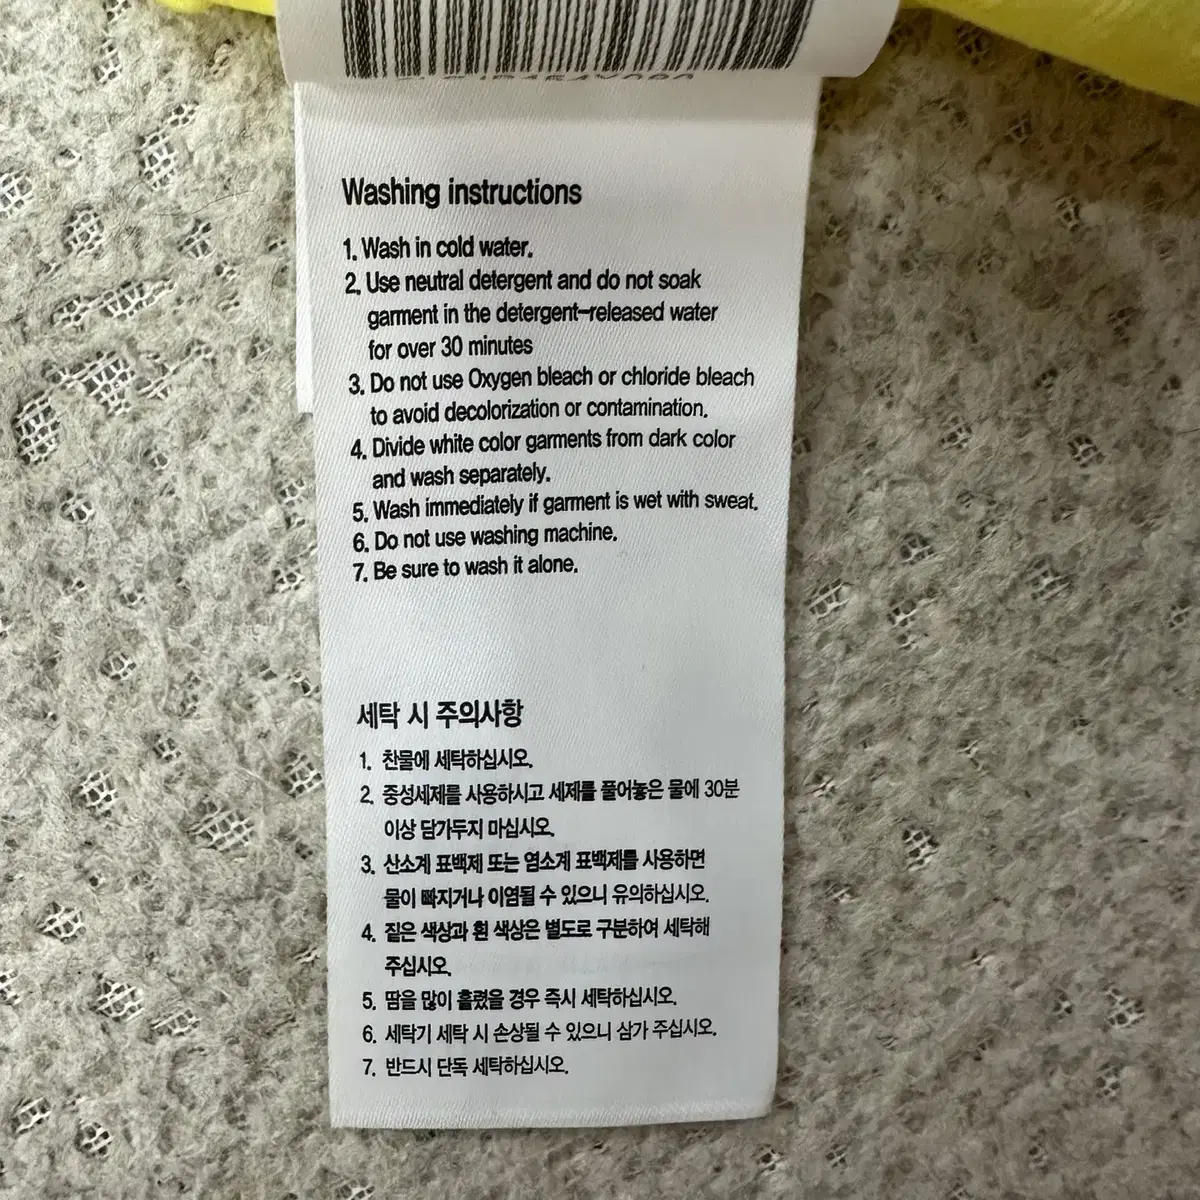 Washing instructions
1. Wash in cold water.
2. Use neutral detergent and do not soak
garment in the detergent-released water
for over 30 minutes
3. Do not use Oxygen bleach or chloride bleach
to avoid decolorization or contamination.
4. Divide white color garments from dark color
and wash separately.
5. Wash immediately if garment is wet with sweat.
6. Do not use washing machine.
7. Be sure to wash it alone.
세탁 시 주의사항
1. 찬물에 세탁하십시오.
2. 중성세제를 사용하시고 세제를 풀어놓은 물에 30분
이상 담가두지 마십시오.
3. 산소계 표백제 또는 염소계 표백제를 사용하면
물이 빠지거나 이염될 수 있으니 유의하십시오.
4. 짙은 색상과 흰 색상은 별도로 구분하여 세탁해
주십시오.
5. 땀을 많이 흘렸을 경우 즉시 세탁하십시오.
6. 세탁기 세탁 시 손상될 수 있으니 삼가 주십시오.
7. 반드시 단독 세탁하십시오.